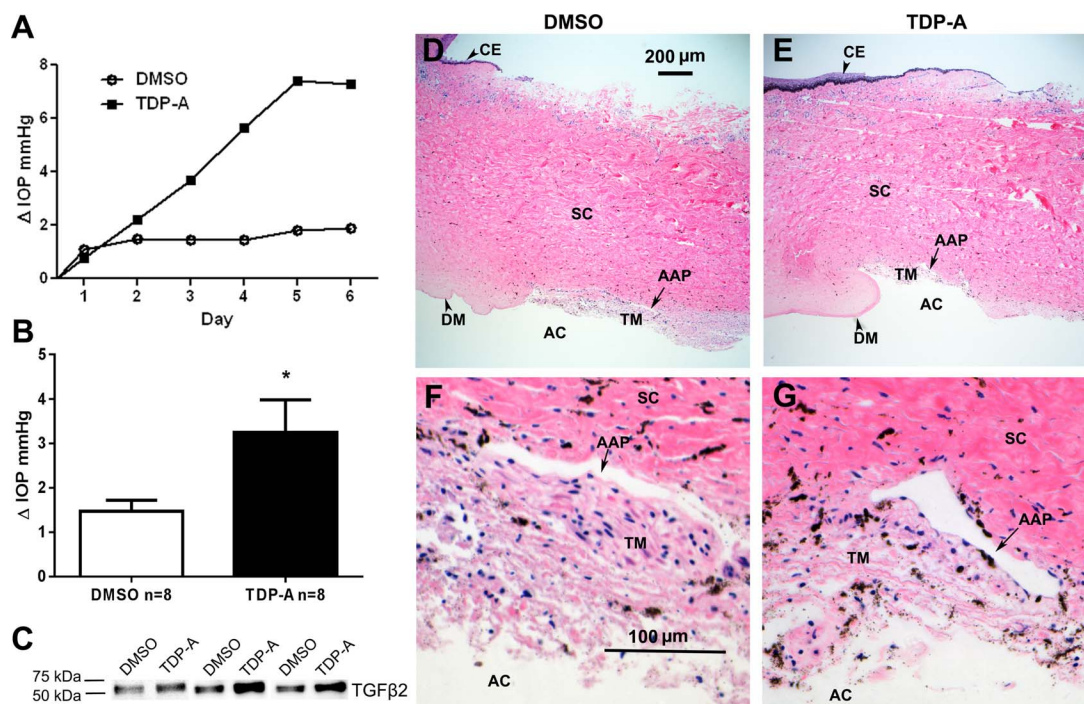 A
Δ IOP mmHg
8
6
4
2
0
DMSO
TDP-A
1 2 3 4 5 6
Day
B
Δ IOP mmHg
5
4
3
2
1
0
*
DMSO n=8 TDP-A n=8
C
DMSO TDP-A DMSO TDP-A DMSO TDP-A
75 kDa
50 kDa
TGFβ2
DMSO
D
CE
200 µm
SC
AAP
TM
DM
AC
TDP-A
E
CE
SC
AAP
TM
AC
DM
F
SC
AAP
TM
100 µm
AC
G
SC
AAP
TM
AC